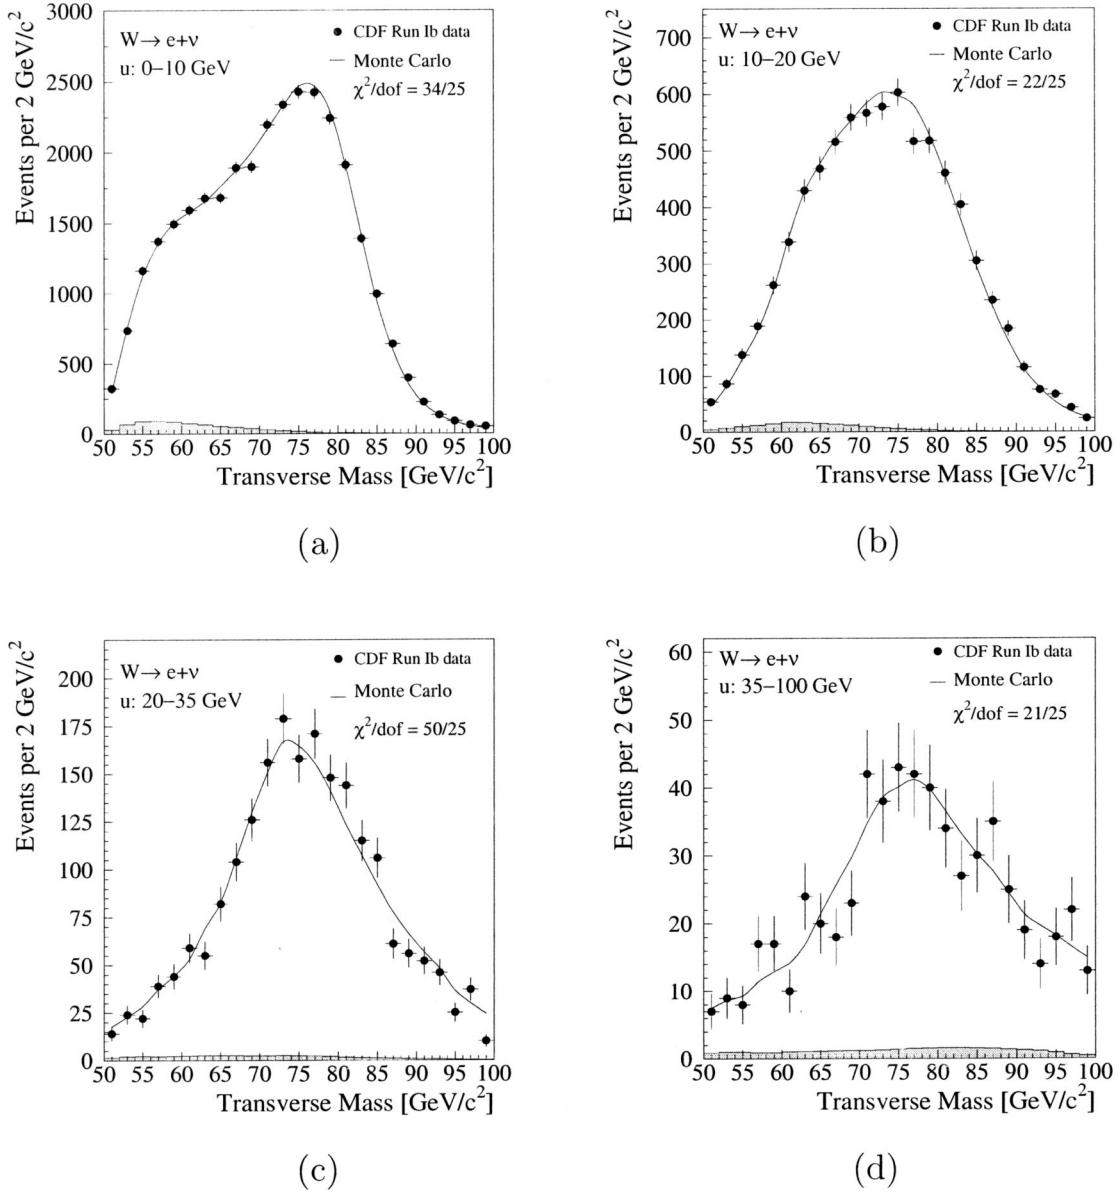 Events per 2 GeV/c²
3000
2500
2000
1500
1000
500
0
W→ e+ν
u: 0–10 GeV
CDF Run Ib data
Monte Carlo
χ²/dof = 34/25
50 55 60 65 70 75 80 85 90 95 100
Transverse Mass [GeV/c²]
(a)
Events per 2 GeV/c²
700
600
500
400
300
200
100
0
W→ e+ν
u: 10–20 GeV
CDF Run Ib data
Monte Carlo
χ²/dof = 22/25
50 55 60 65 70 75 80 85 90 95 100
Transverse Mass [GeV/c²]
(b)
Events per 2 GeV/c²
200
175
150
125
100
75
50
25
0
W→ e+ν
u: 20–35 GeV
CDF Run Ib data
Monte Carlo
χ²/dof = 50/25
50 55 60 65 70 75 80 85 90 95 100
Transverse Mass [GeV/c²]
(c)
Events per 2 GeV/c²
60
50
40
30
20
10
0
W→ e+ν
u: 35–100 GeV
CDF Run Ib data
Monte Carlo
χ²/dof = 21/25
50 55 60 65 70 75 80 85 90 95 100
Transverse Mass [GeV/c²]
(d)